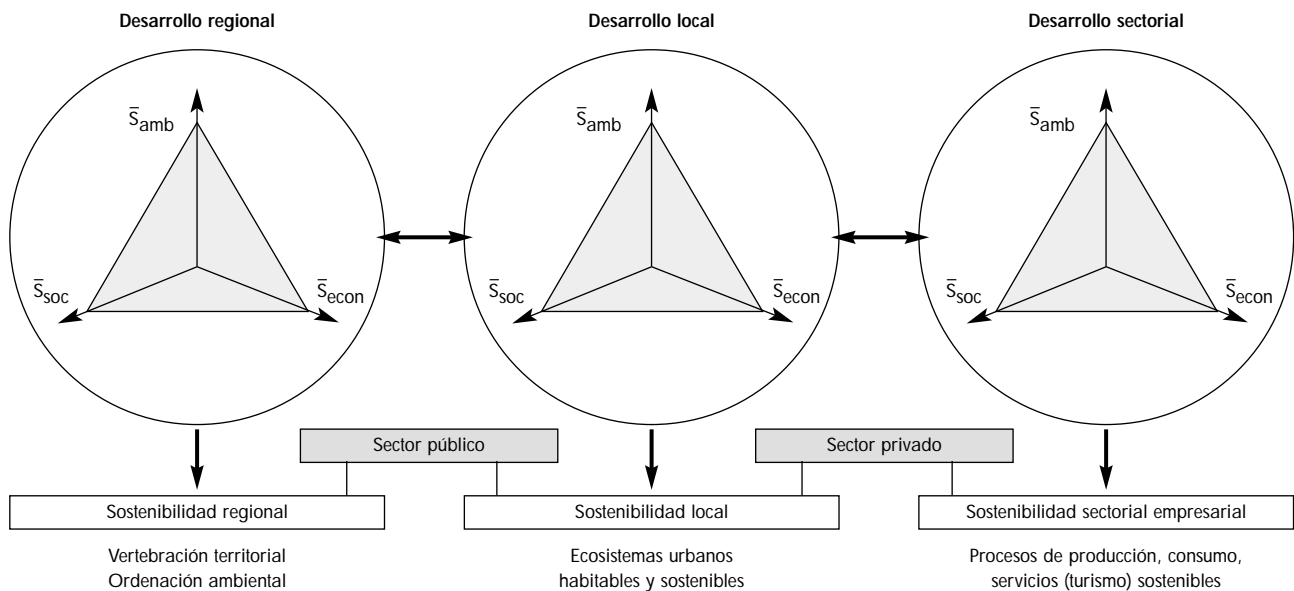 Desarrollo regional
Desarrollo local
Desarrollo sectorial
S̄amb
S̄amb
S̄amb
S̄soc
S̄econ
S̄soc
S̄econ
S̄soc
S̄econ
Sector público
Sector privado
Sostenibilidad regional
Sostenibilidad local
Sostenibilidad sectorial empresarial
Vertebración territorial
Ordenación ambiental
Ecosistemas urbanos
habitables y sostenibles
Procesos de producción, consumo,
servicios (turismo) sostenibles